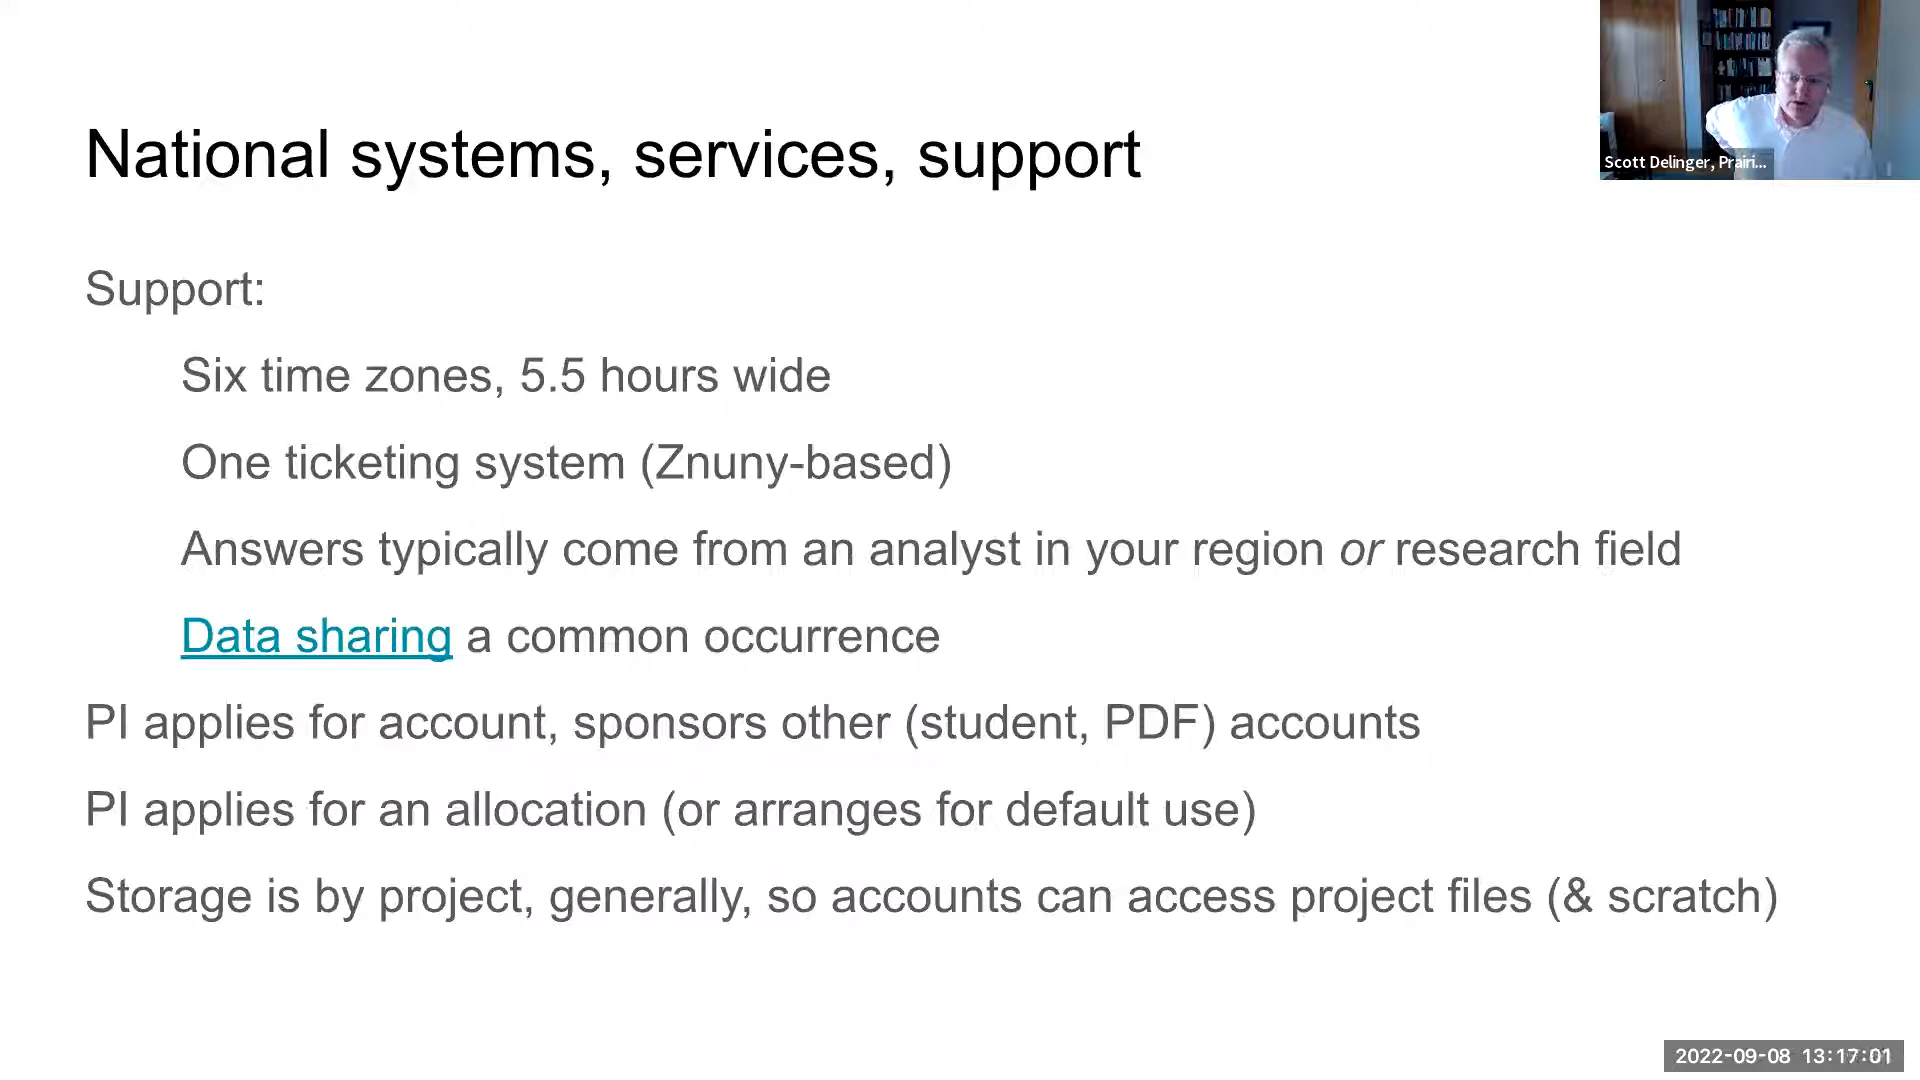 Scott Delinger, Prairi...
National systems, services, support
Support:
Six time zones, 5.5 hours wide
One ticketing system (Znuny-based)
Answers typically come from an analyst in your region or research field
Data sharing a common occurrence
PI applies for account, sponsors other (student, PDF) accounts
PI applies for an allocation (or arranges for default use)
Storage is by project, generally, so accounts can access project files (& scratch)
2022-09-08 13:17:01